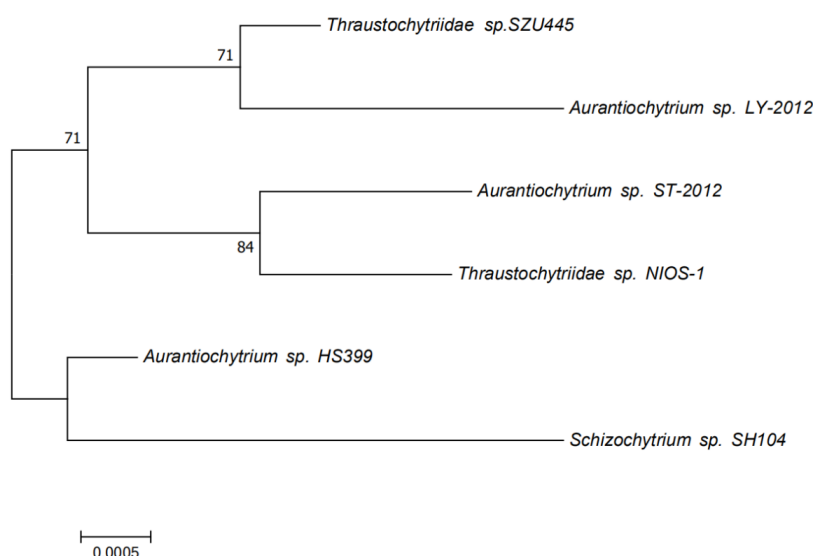 Thraustochytriidae sp.SZU445
71
Aurantiochytrium sp. LY-2012
71
Aurantiochytrium sp. ST-2012
84
Thraustochytriidae sp. NIOS-1
Aurantiochytrium sp. HS399
Schizochytrium sp. SH104
0.0005